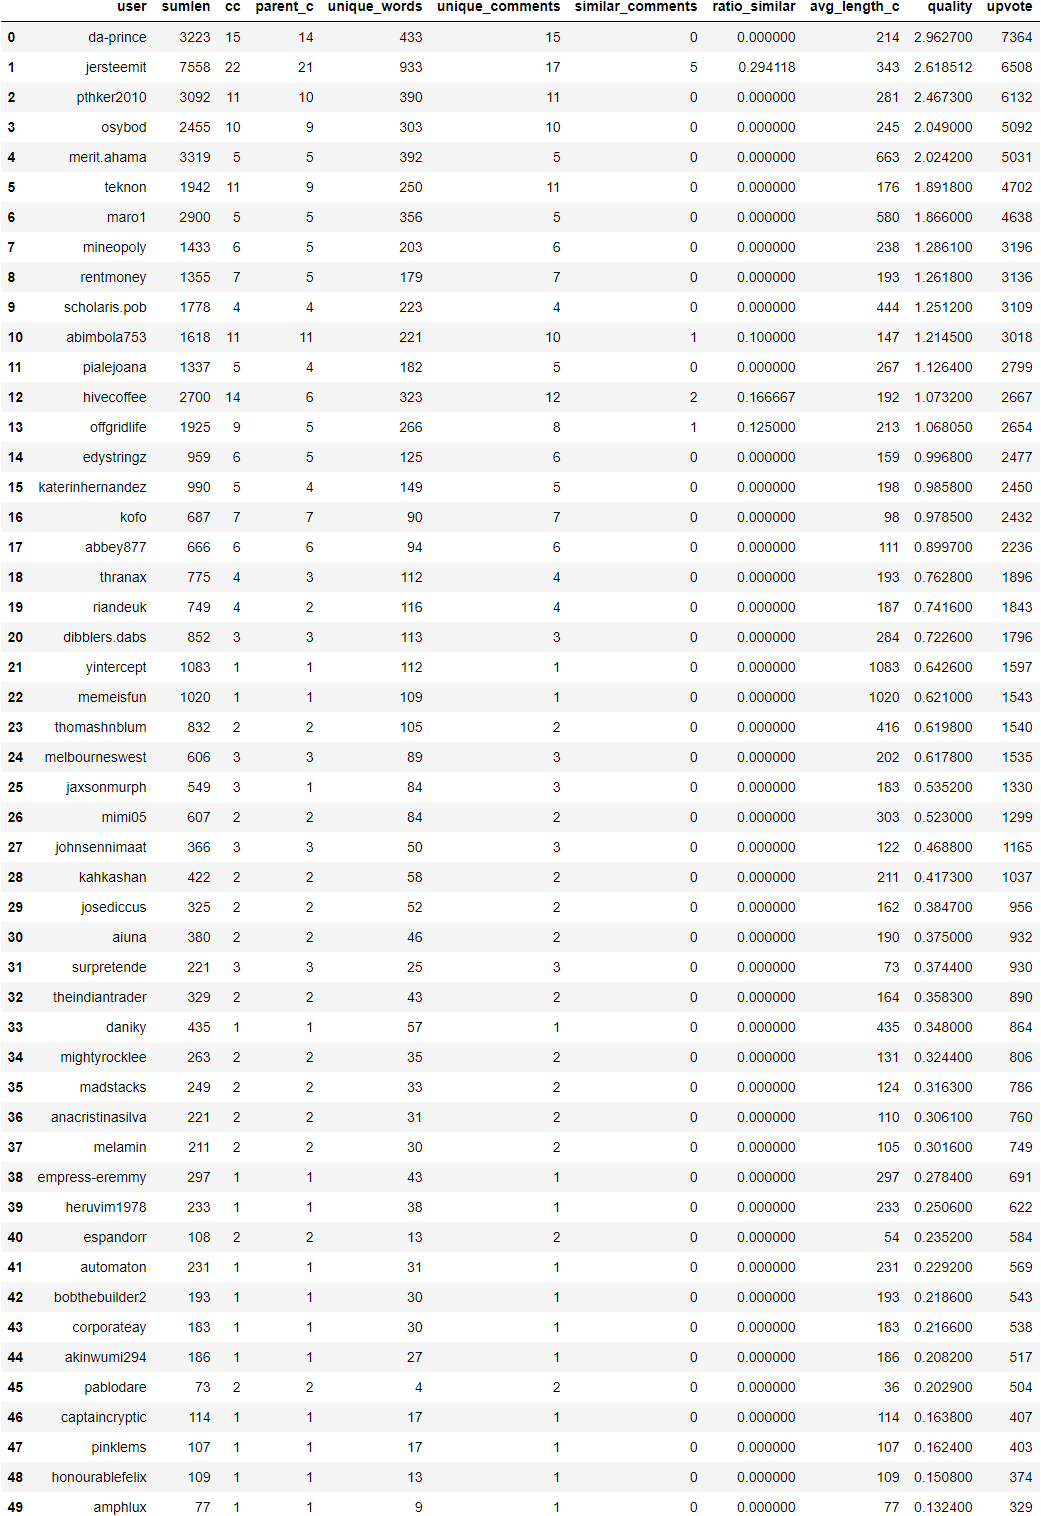 user sumlen cc parent_c unique_words unique_comments similar_comments ratio_similar avg_length_c quality upvote
0 da-prince 3223 15 14 433 15 0 0.000000 214 2.962700 7364
1 jersteemit 7558 22 21 933 17 5 0.294118 343 2.618512 6508
2 pthker2010 3092 11 10 390 11 0 0.000000 281 2.467300 6132
3 osybod 2455 10 9 303 10 0 0.000000 245 2.049000 5092
4 merit.ahama 3319 5 5 392 5 0 0.000000 663 2.024200 5031
5 teknon 1942 11 9 250 11 0 0.000000 176 1.891800 4702
6 maro1 2900 5 5 356 5 0 0.000000 580 1.866000 4638
7 mineopoly 1433 6 5 203 6 0 0.000000 238 1.286100 3196
8 rentmoney 1355 7 5 179 7 0 0.000000 193 1.261800 3136
9 scholaris.pob 1778 4 4 223 4 0 0.000000 444 1.251200 3109
10 abimbola753 1618 11 11 221 10 1 0.100000 147 1.214500 3018
11 pialejoana 1337 5 4 182 5 0 0.000000 267 1.126400 2799
12 hivecoffee 2700 14 6 323 12 2 0.166667 192 1.073200 2667
13 offgridlife 1925 9 5 266 8 1 0.125000 213 1.068050 2654
14 edystringz 959 6 5 125 6 0 0.000000 159 0.996800 2477
15 katerinhernandez 990 5 4 149 5 0 0.000000 198 0.985800 2450
16 kofo 687 7 7 90 7 0 0.000000 98 0.978500 2432
17 abbey877 666 6 6 94 6 0 0.000000 111 0.899700 2236
18 thranax 775 4 3 112 4 0 0.000000 193 0.762800 1896
19 riandeuk 749 4 2 116 4 0 0.000000 187 0.741600 1843
20 dibblers.dabs 852 3 3 113 3 0 0.000000 284 0.722600 1796
21 yintercept 1083 1 1 112 1 0 0.000000 1083 0.642600 1597
22 memeisfun 1020 1 1 109 1 0 0.000000 1020 0.621000 1543
23 thomashnblum 832 2 2 105 2 0 0.000000 416 0.619800 1540
24 melbourneswest 606 3 3 89 3 0 0.000000 202 0.617800 1535
25 jaxsonmurph 549 3 1 84 3 0 0.000000 183 0.535200 1330
26 mimi05 607 2 2 84 2 0 0.000000 303 0.523000 1299
27 johnsennimaat 366 3 3 50 3 0 0.000000 122 0.468800 1165
28 kahkashan 422 2 2 58 2 0 0.000000 211 0.417300 1037
29 josediccus 325 2 2 52 2 0 0.000000 162 0.384700 956
30 aiuna 380 2 2 46 2 0 0.000000 190 0.375000 932
31 surpretende 221 3 3 25 3 0 0.000000 73 0.374400 930
32 theindiantrader 329 2 2 43 2 0 0.000000 164 0.358300 890
33 daniky 435 1 1 57 1 0 0.000000 435 0.348000 864
34 mightyrocklee 263 2 2 35 2 0 0.000000 131 0.324400 806
35 madstacks 249 2 2 33 2 0 0.000000 124 0.316300 786
36 anacristinasilva 221 2 2 31 2 0 0.000000 110 0.306100 760
37 melamin 211 2 2 30 2 0 0.000000 105 0.301600 749
38 empress-eremmy 297 1 1 43 1 0 0.000000 297 0.278400 691
39 heruvim1978 233 1 1 38 1 0 0.000000 233 0.250600 622
40 espandorr 108 2 2 13 2 0 0.000000 54 0.235200 584
41 automaton 231 1 1 31 1 0 0.000000 231 0.229200 569
42 bobthebuilder2 193 1 1 30 1 0 0.000000 193 0.218600 543
43 corporateay 183 1 1 30 1 0 0.000000 183 0.216600 538
44 akinwumi294 186 1 1 27 1 0 0.000000 186 0.208200 517
45 pablodare 73 2 2 4 2 0 0.000000 36 0.202900 504
46 captaincryptic 114 1 1 17 1 0 0.000000 114 0.163800 407
47 pinklems 107 1 1 17 1 0 0.000000 107 0.162400 403
48 honourablefelix 109 1 1 13 1 0 0.000000 109 0.150800 374
49 amphlux 77 1 1 9 1 0 0.000000 77 0.132400 329